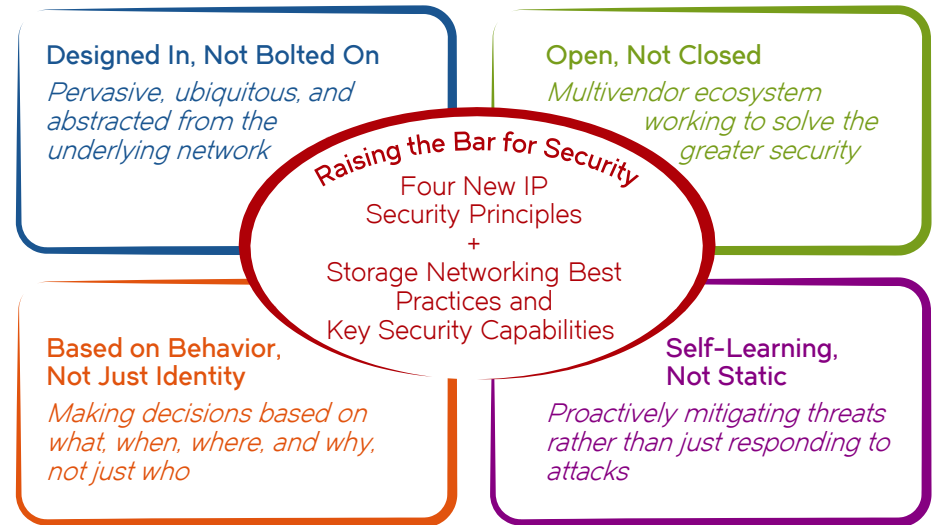 Designed In, Not Bolted On
Pervasive, ubiquitous, and
abstracted from the
underlying network
Open, Not Closed
Multivendor ecosystem
working to solve the
greater security
Raising the Bar for Security
Four New IP
Security Principles
+
Storage Networking Best
Practices and
Key Security Capabilities
Based on Behavior,
Not Just Identity
Making decisions based on
what, when, where, and why,
not just who
Self-Learning,
Not Static
Proactively mitigating threats
rather than just responding to
attacks